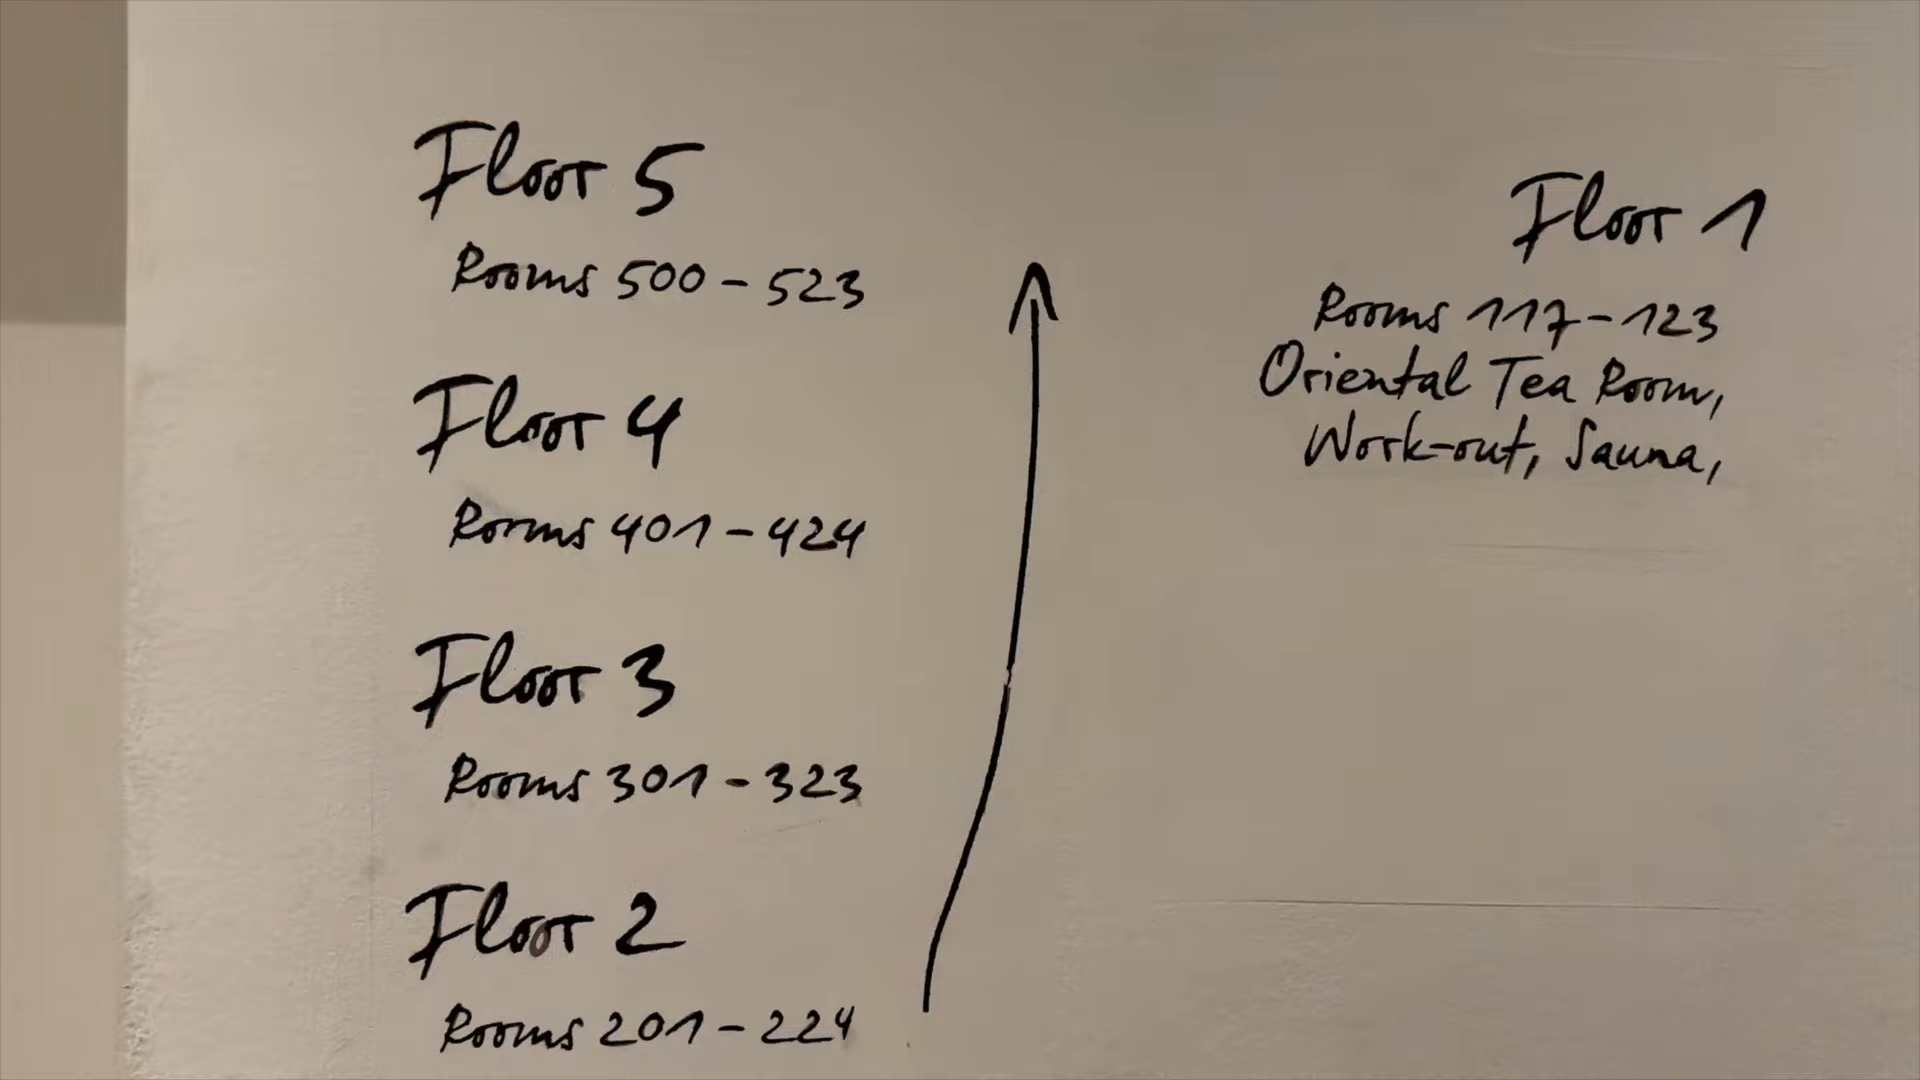 Floor 5
Rooms 500-523
Floor 4
Rooms 401-424
Floor 3
Rooms 301-323
Floor 2
Rooms 201-224
Floor 1
Rooms 117-123
Oriental Tea Room,
Work-out, Sauna,